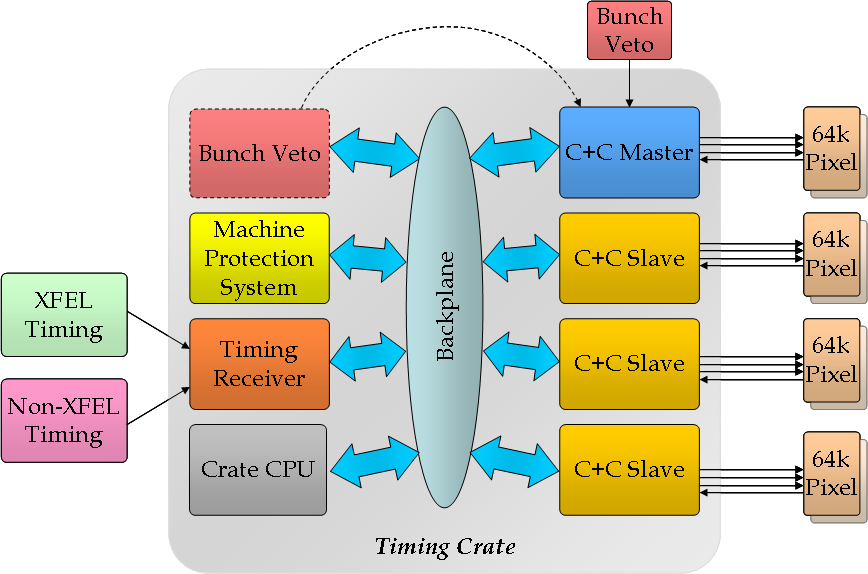 Bunch
Veto
Bunch Veto
C+C Master
64k
Pixel
Machine
Protection
System
C+C Slave
64k
Pixel
XFEL
Timing
Backplane
Timing
Receiver
C+C Slave
64k
Pixel
Non-XFEL
Timing
Crate CPU
C+C Slave
64k
Pixel
Timing Crate